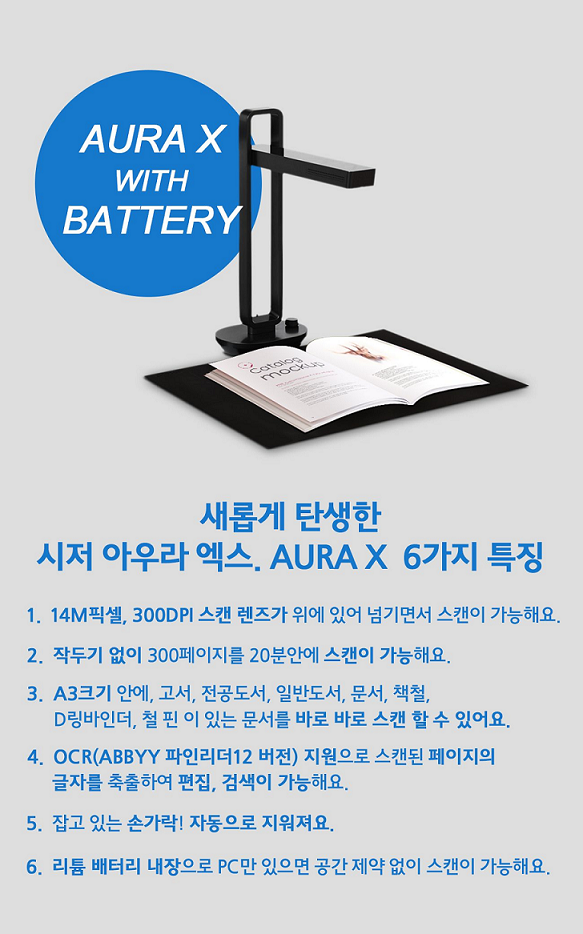 AURA X
WITH
BATTERY
Catalog
mockup
새롭게 탄생한
시저 아우라 엑스. AURA X 6가지 특징
1. 14M픽셀, 300DPI 스캔 렌즈가 위에 있어 넘기면서 스캔이 가능해요.
2. 작두기 없이 300페이지를 20분안에 스캔이 가능해요.
3. A3크기 안에, 고서, 전공도서, 일반도서, 문서, 책철,
D링바인더, 철 핀 이 있는 문서를 바로 바로 스캔 할 수 있어요.
4. OCR(ABBYY 파인리더12 버전) 지원으로 스캔된 페이지의
글자를 축출하여 편집, 검색이 가능해요.
5. 잡고 있는 손가락! 자동으로 지워져요.
6. 리튬 배터리 내장으로 PC만 있으면 공간 제약 없이 스캔이 가능해요.